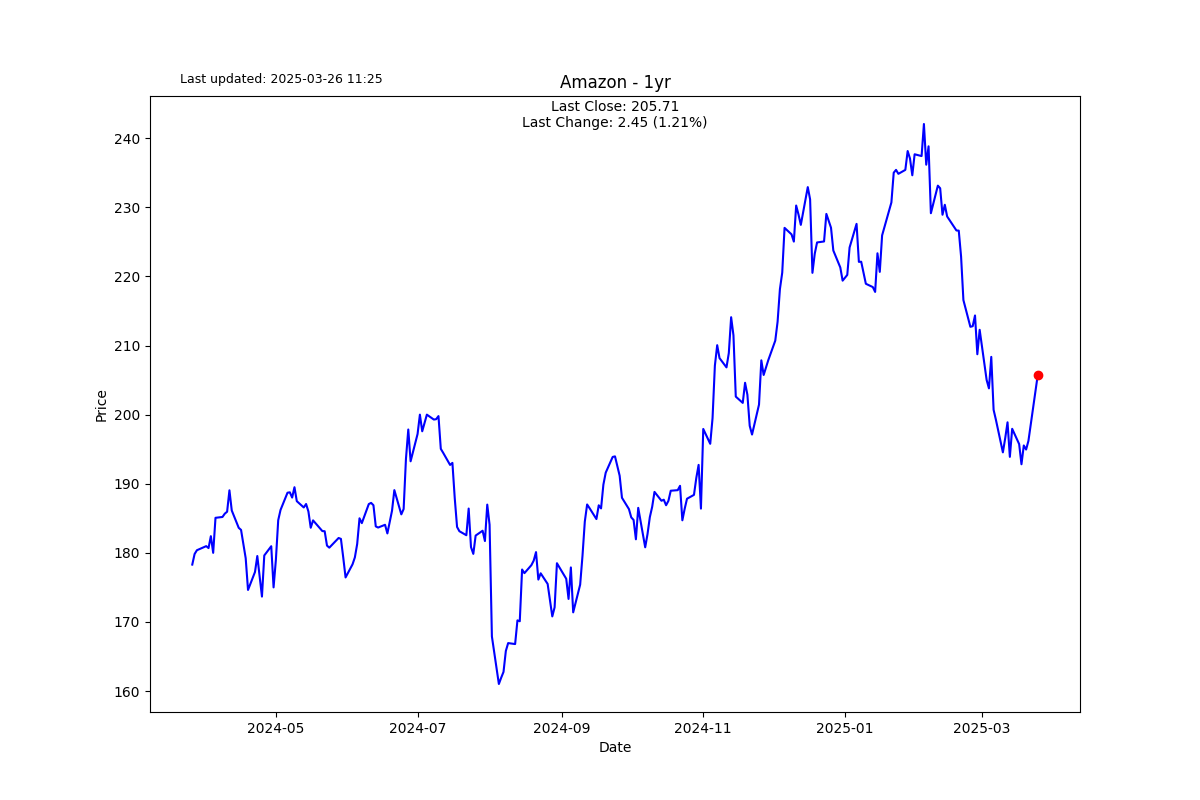 Last updated: 2025-03-26 11:25
Amazon - 1yr
Last Close: 205.71
Last Change: 2.45 (1.21%)
240
230
220
210
200
190
180
170
160
Price
2024-05
2024-07
2024-09
2024-11
2025-01
2025-03
Date